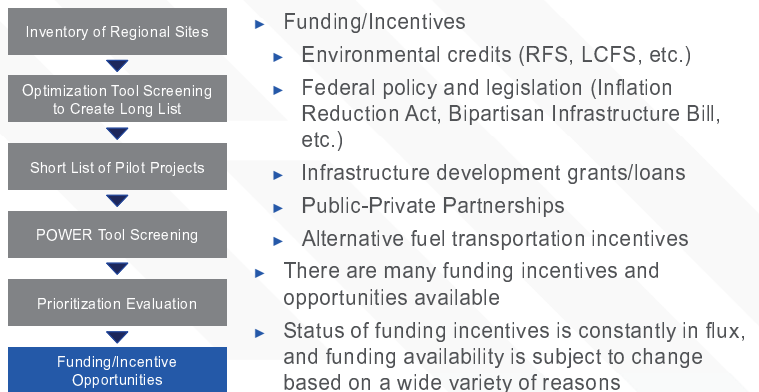 Inventory of Regional Sites
Optimization Tool Screening
to Create Long List
Short List of Pilot Projects
POWER Tool Screening
Prioritization Evaluation
Funding/Incentive
Opportunities
► Funding/Incentives
► Environmental credits (RFS, LCFS, etc.)
► Federal policy and legislation (Inflation
Reduction Act, Bipartisan Infrastructure Bill,
etc.)
► Infrastructure development grants/loans
► Public-Private Partnerships
► Alternative fuel transportation incentives
► There are many funding incentives and
opportunities available
► Status of funding incentives is constantly in flux,
and funding availability is subject to change
based on a wide variety of reasons